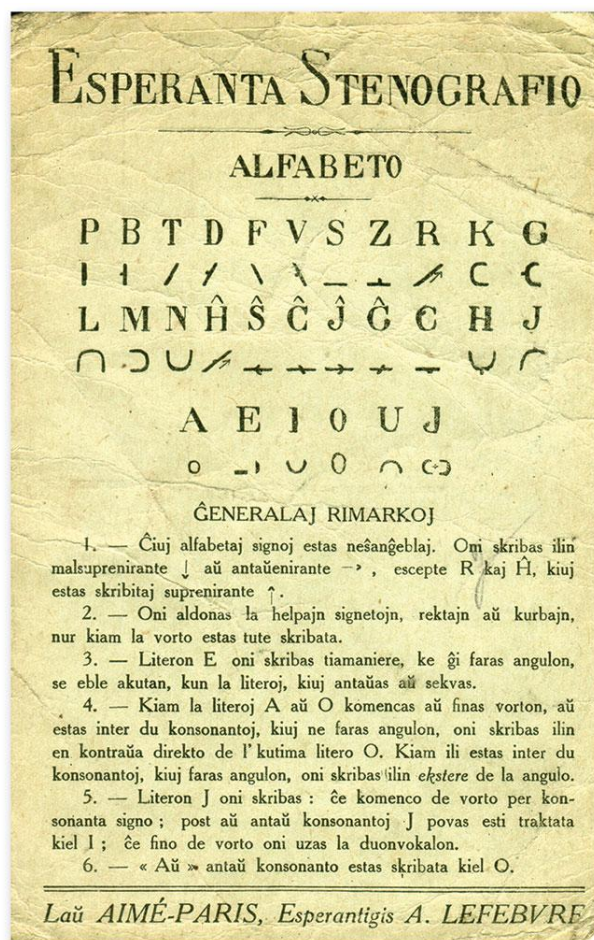 ESPERANTA STENOGRAFIO
ALFABETO
P B T D F V S Z R K G
L M N Ĥ Ŝ Ĉ Ĵ Ĝ C H J
A E I O U J
ĜENERALAJ RIMARKOJ
1. — Ĉiuj alfabetaj signoj estas neŝanĝeblaj. Oni skribas ilin
malsuprenirante ↓ aŭ antaŭenirante → , escepte R kaj Ĥ, kiuj
estas skribitaj suprenirante ↑ .
2. — Oni aldonas la helpajn signetojn, rektajn aŭ kurbajn,
nur kiam la vorto estas tute skribata.
3. — Literon E oni skribas tiamaniere, ke ĝi faras angulon,
se eble akutan, kun la literoj, kiuj antaŭas aŭ sekvas.
4. — Kiam la literoj A aŭ O komencas aŭ finas vorton, aŭ
estas inter du konsonantoj, kiuj ne faras angulon, oni skribas ilin
en kontraŭa direkto de l' kutima litero O. Kiam ili estas inter du
konsonantoj, kiuj faras angulon, oni skribas ilin ekstere de la angulo.
5. — Literon J oni skribas : ĉe komenco de vorto per kon-
sonanta signo ; post aŭ antaŭ konsonantoj J povas esti traktata
kiel I ; ĉe fino de vorto oni uzas la duonvokalon.
6. — « Aŭ » antaŭ konsonanto estas skribata kiel O.
Laŭ AIMÉ-PARIS, Esperantigis A. LEFEBVRE